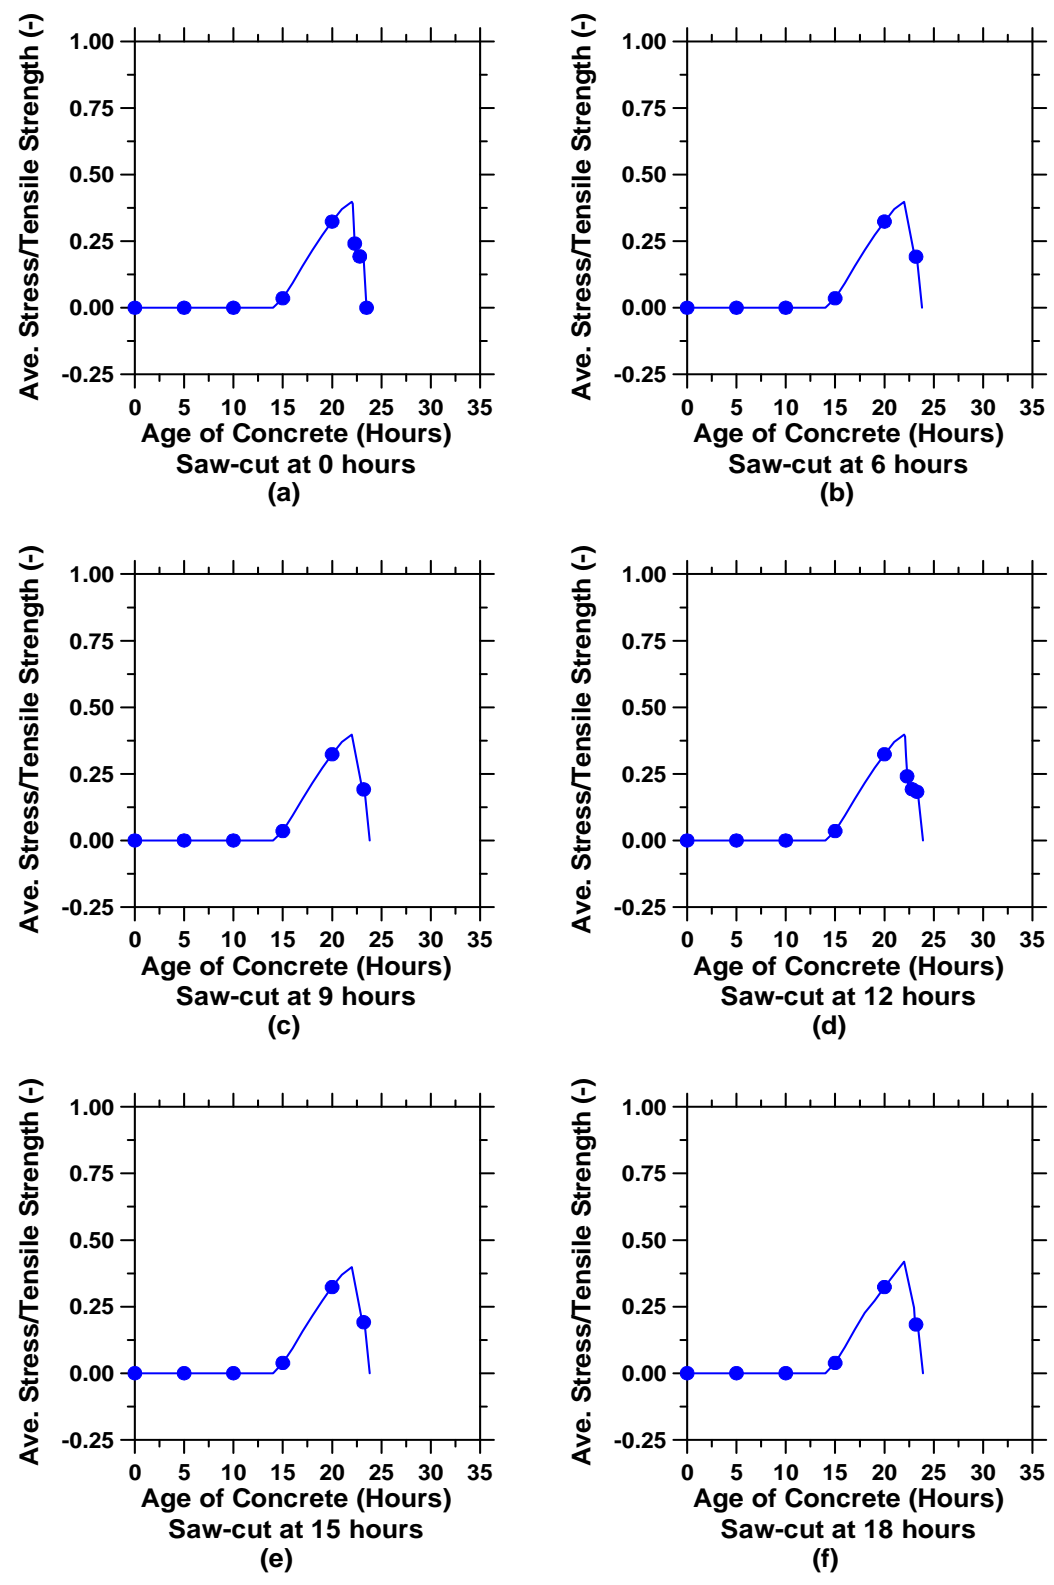 Ave. Stress/Tensile Strength (-)
1.00
0.75
0.50
0.25
0.00
-0.25
0 5 10 15 20 25 30 35
Age of Concrete (Hours)
Saw-cut at 0 hours
(a)
Ave. Stress/Tensile Strength (-)
1.00
0.75
0.50
0.25
0.00
-0.25
0 5 10 15 20 25 30 35
Age of Concrete (Hours)
Saw-cut at 6 hours
(b)
Ave. Stress/Tensile Strength (-)
1.00
0.75
0.50
0.25
0.00
-0.25
0 5 10 15 20 25 30 35
Age of Concrete (Hours)
Saw-cut at 9 hours
(c)
Ave. Stress/Tensile Strength (-)
1.00
0.75
0.50
0.25
0.00
-0.25
0 5 10 15 20 25 30 35
Age of Concrete (Hours)
Saw-cut at 12 hours
(d)
Ave. Stress/Tensile Strength (-)
1.00
0.75
0.50
0.25
0.00
-0.25
0 5 10 15 20 25 30 35
Age of Concrete (Hours)
Saw-cut at 15 hours
(e)
Ave. Stress/Tensile Strength (-)
1.00
0.75
0.50
0.25
0.00
-0.25
0 5 10 15 20 25 30 35
Age of Concrete (Hours)
Saw-cut at 18 hours
(f)